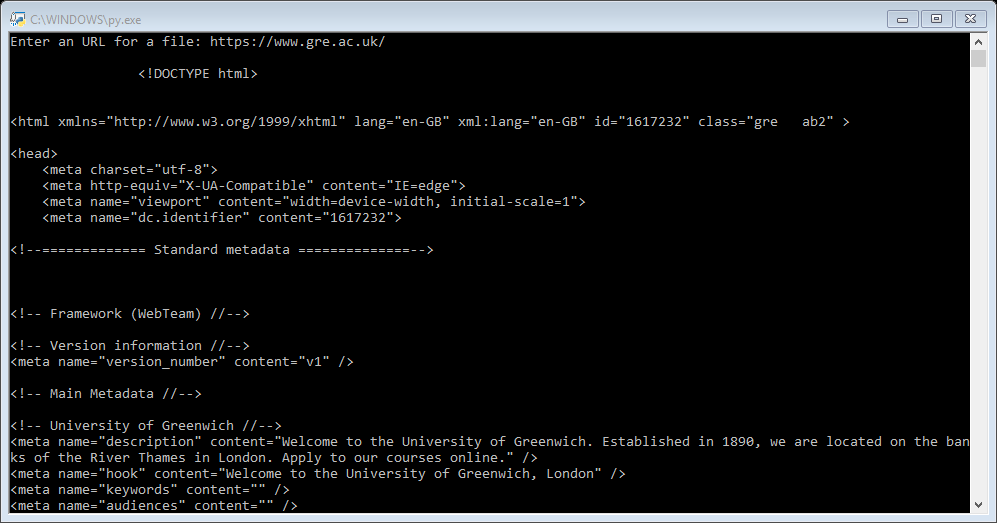 C:\WINDOWS\py.exe
Enter an URL for a file: https://www.gre.ac.uk/
<!DOCTYPE html>
<html xmlns="http://www.w3.org/1999/xhtml" lang="en-GB" xml:lang="en-GB" id="1617232" class="gre   ab2" >
<head>
    <meta charset="utf-8">
    <meta http-equiv="X-UA-Compatible" content="IE=edge">
    <meta name="viewport" content="width=device-width, initial-scale=1">
    <meta name="dc.identifier" content="1617232">
<!--============= Standard metadata ==============-->
<!-- Framework (WebTeam) //-->
<!-- Version information //-->
<meta name="version_number" content="v1" />
<!-- Main Metadata //-->
<!-- University of Greenwich //-->
<meta name="description" content="Welcome to the University of Greenwich. Established in 1890, we are located on the ban
ks of the River Thames in London. Apply to our courses online." />
<meta name="hook" content="Welcome to the University of Greenwich, London" />
<meta name="keywords" content="" />
<meta name="audiences" content="" />